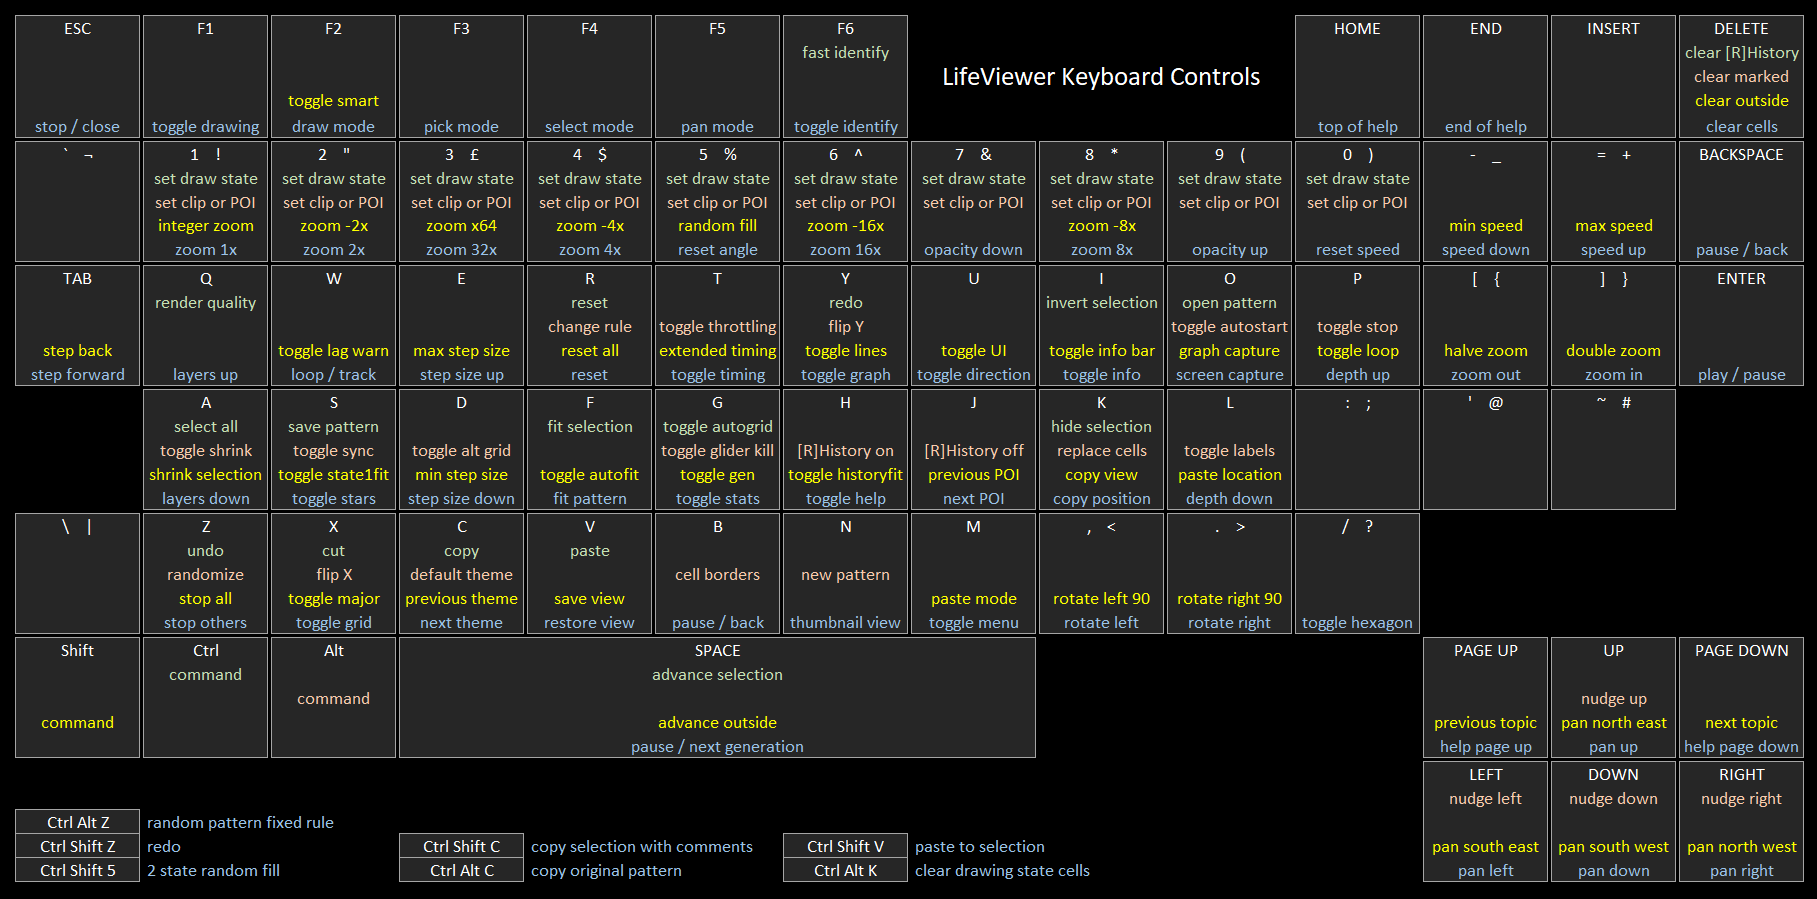 LifeViewer Keyboard Controls
ESC
stop / close
F1
toggle drawing
F2
toggle smart
draw mode
F3
pick mode
F4
select mode
F5
pan mode
F6
fast identify
toggle identify
HOME
top of help
END
end of help
INSERT
DELETE
clear [R]History
clear marked
clear outside
clear cells
` ¬
1 !
set draw state
set clip or POI
integer zoom
zoom 1x
2 "
set draw state
set clip or POI
zoom -2x
zoom 2x
3 £
set draw state
set clip or POI
zoom x64
zoom 32x
4 $
set draw state
set clip or POI
zoom -4x
zoom 4x
5 %
set draw state
set clip or POI
random fill
reset angle
6 ^
set draw state
set clip or POI
zoom -16x
zoom 16x
7 &
set draw state
set clip or POI
opacity down
8 *
set draw state
set clip or POI
zoom -8x
zoom 8x
9 (
set draw state
set clip or POI
opacity up
0 )
set draw state
set clip or POI
reset speed
- _
min speed
speed down
= +
max speed
speed up
BACKSPACE
pause / back
TAB
step back
step forward
Q
render quality
layers up
W
toggle lag warn
loop / track
E
max step size
step size up
R
reset
change rule
reset all
reset
T
toggle throttling
extended timing
toggle timing
Y
redo
flip Y
toggle lines
toggle graph
U
toggle UI
toggle direction
I
invert selection
toggle info bar
toggle info
O
open pattern
toggle autostart
graph capture
screen capture
P
toggle stop
toggle loop
depth up
[ {
halve zoom
zoom out
] }
double zoom
zoom in
ENTER
play / pause
A
select all
toggle shrink
shrink selection
layers down
S
save pattern
toggle sync
toggle state1fit
toggle stars
D
toggle alt grid
min step size
step size down
F
fit selection
toggle autofit
fit pattern
G
toggle autogrid
toggle glider kill
toggle gen
toggle stats
H
[R]History on
toggle historyfit
toggle help
J
[R]History off
previous POI
next POI
K
hide selection
replace cells
copy view
copy position
L
toggle labels
paste location
depth down
: ;
' @
~ #
\ |
Z
undo
randomize
stop all
stop others
X
cut
flip X
toggle major
toggle grid
C
copy
default theme
previous theme
next theme
V
paste
save view
restore view
B
cell borders
pause / back
N
new pattern
thumbnail view
M
paste mode
toggle menu
, <
rotate left 90
rotate left
. >
rotate right 90
rotate right
/ ?
toggle hexagon
Shift
command
Ctrl
command
Alt
command
SPACE
advance selection
advance outside
pause / next generation
PAGE UP
previous topic
help page up
UP
nudge up
pan north east
pan up
PAGE DOWN
next topic
help page down
LEFT
nudge left
pan south east
pan left
DOWN
nudge down
pan south west
pan down
RIGHT
nudge right
pan north west
pan right
Ctrl Alt Z random pattern fixed rule
Ctrl Shift Z redo
Ctrl Shift 5 2 state random fill
Ctrl Shift C copy selection with comments
Ctrl Alt C copy original pattern
Ctrl Shift V paste to selection
Ctrl Alt K clear drawing state cells